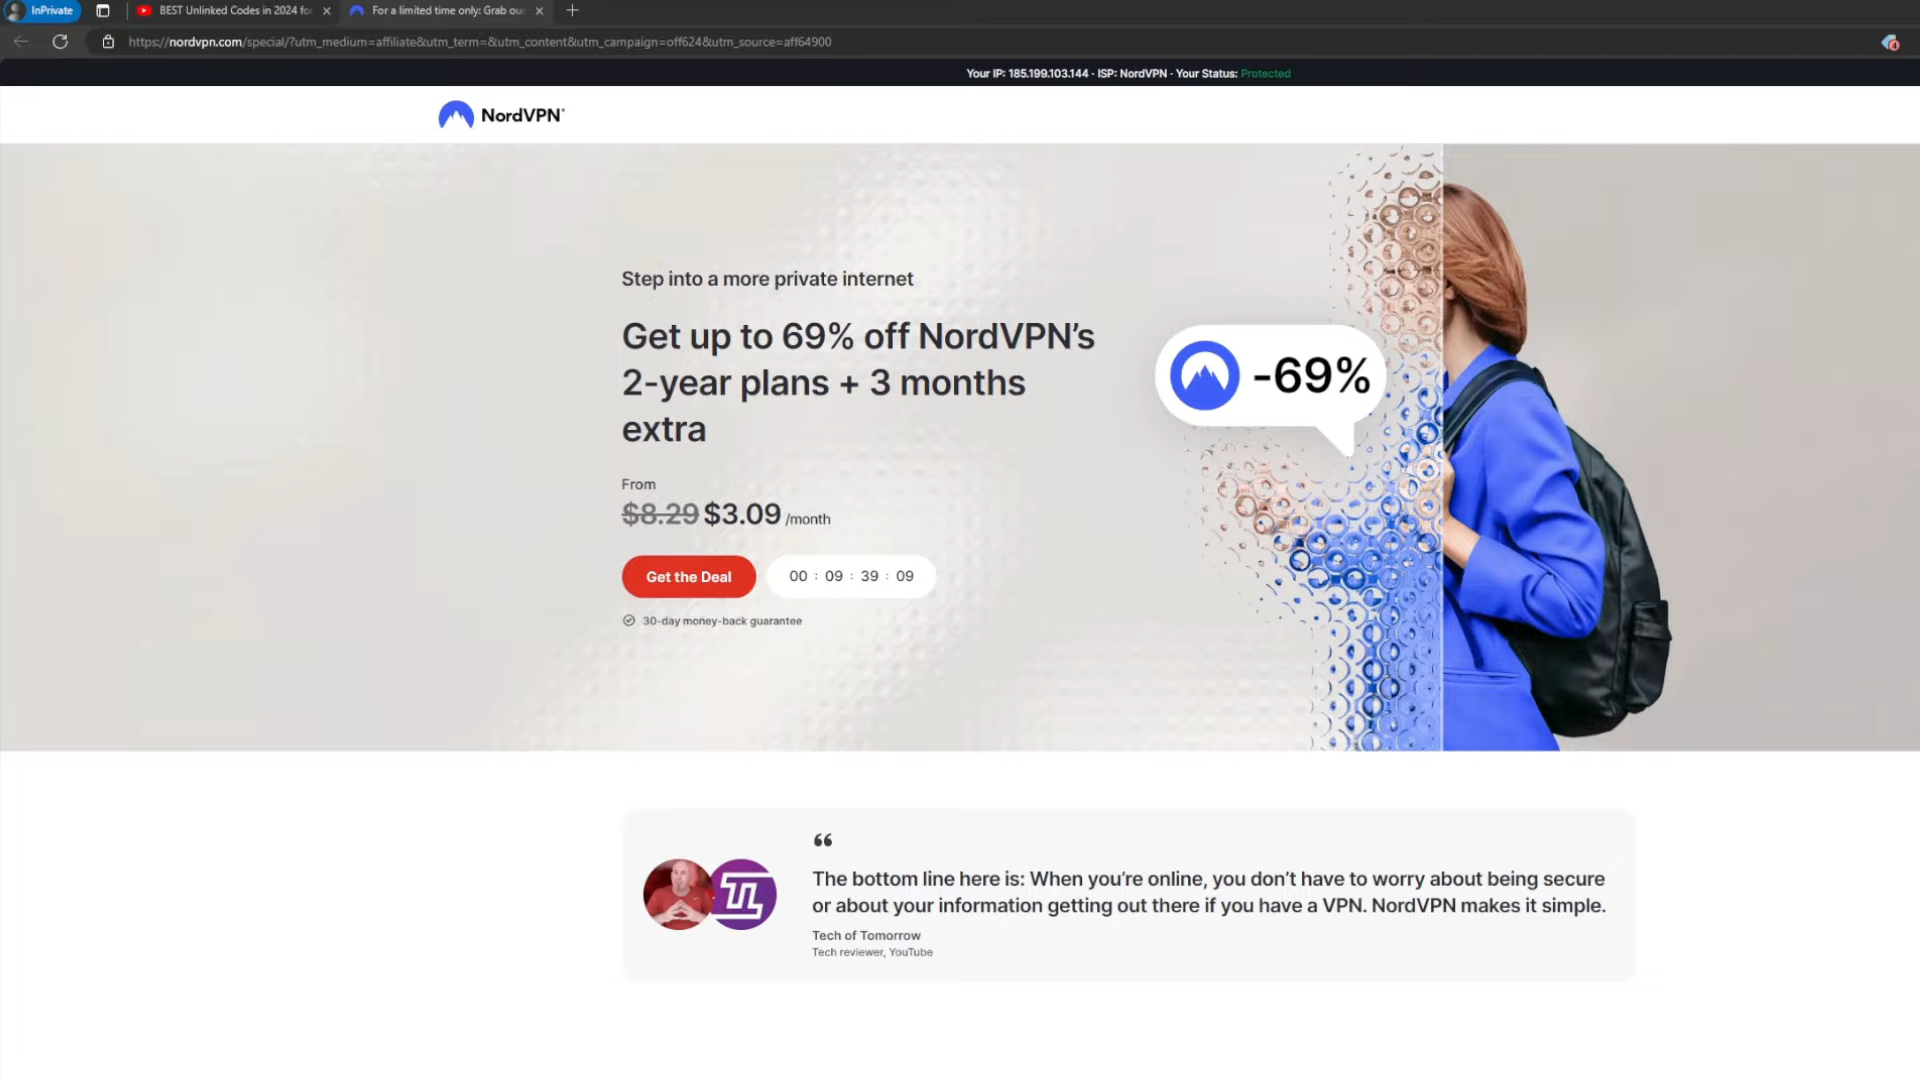 InPrivate
BEST Unlinked Codes in 2024 fo
For a limited time only: Grab ou
https://nordvpn.com/special/?utm_medium=affiliate&utm_term=&utm_content&utm_campaign=off624&utm_source=aff64900
Your IP: 185.199.103.144 · ISP: NordVPN · Your Status: Protected
NordVPN®
Step into a more private internet
Get up to 69% off NordVPN’s
2-year plans + 3 months
extra
-69%
From
$8.29 $3.09 /month
Get the Deal
00 : 09 : 39 : 09
30-day money-back guarantee
“
The bottom line here is: When you’re online, you don’t have to worry about being secure
or about your information getting out there if you have a VPN. NordVPN makes it simple.
Tech of Tomorrow
Tech reviewer, YouTube